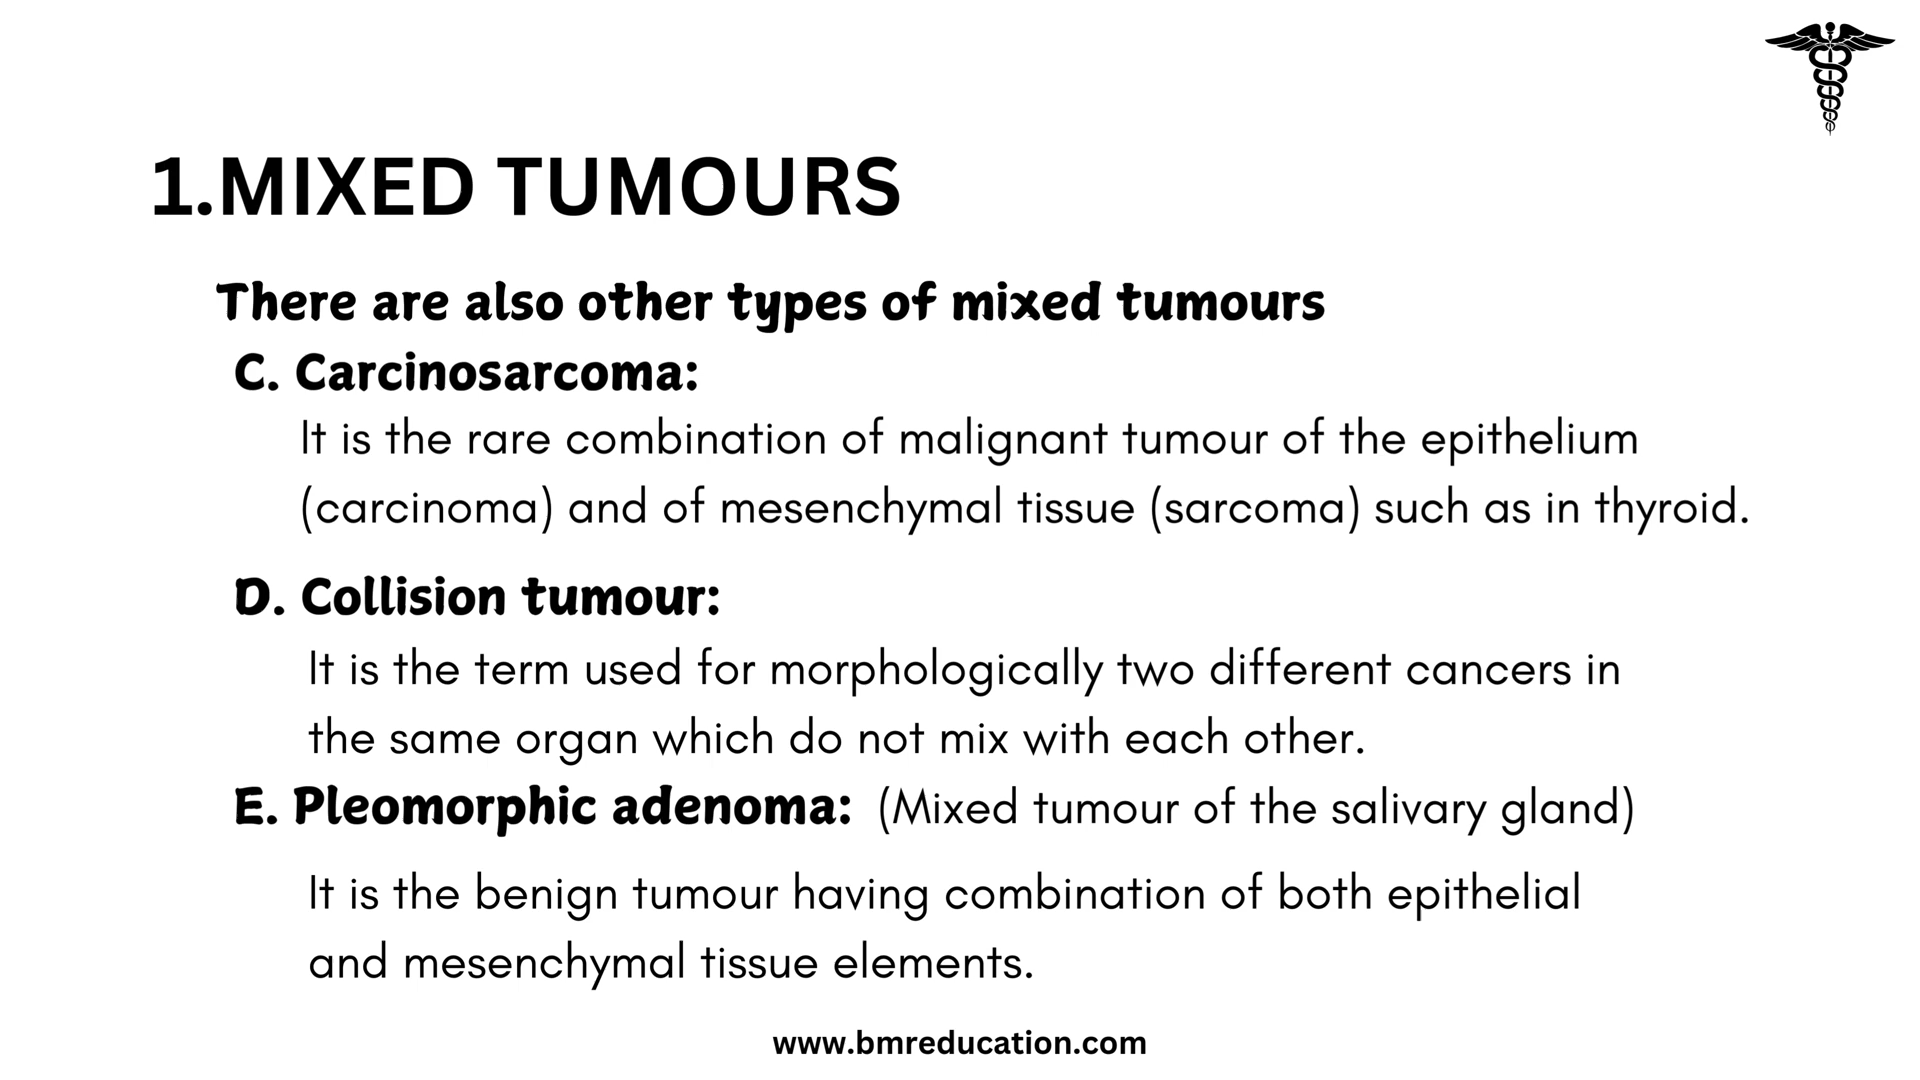 1.MIXED TUMOURS
There are also other types of mixed tumours
C. Carcinosarcoma:
It is the rare combination of malignant tumour of the epithelium
(carcinoma) and of mesenchymal tissue (sarcoma) such as in thyroid.
D. Collision tumour:
It is the term used for morphologically two different cancers in
the same organ which do not mix with each other.
E. Pleomorphic adenoma: (Mixed tumour of the salivary gland)
It is the benign tumour having combination of both epithelial
and mesenchymal tissue elements.
www.bmreducation.com